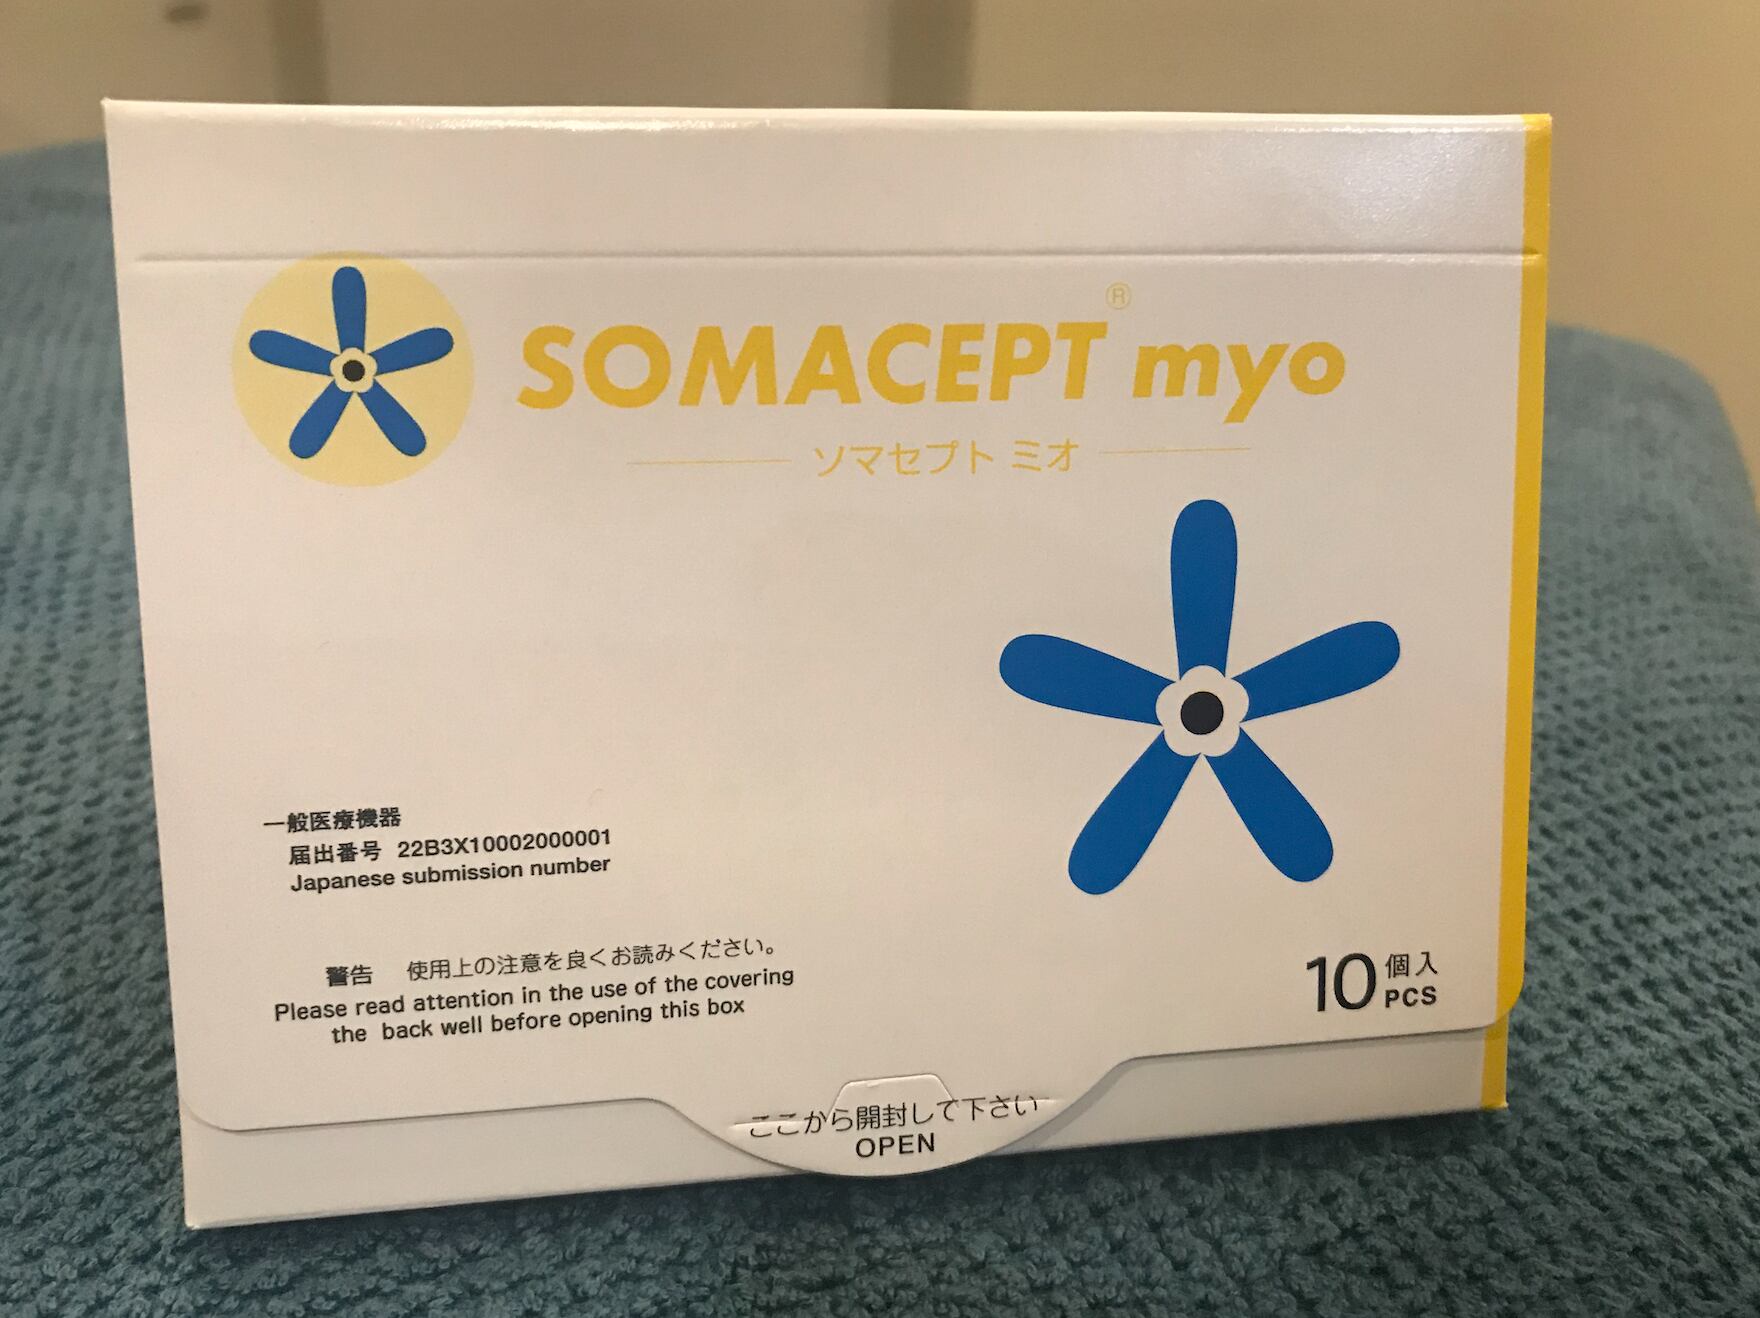 SOMACEPT® myo
ソマセプト ミオ
一般医療機器
届出番号 22B3X10002000001
Japanese submission number
警告 使用上の注意を良くお読みください。
Please read attention in the use of the covering
the back well before opening this box
10 個入
PCS
ここから開封して下さい
OPEN